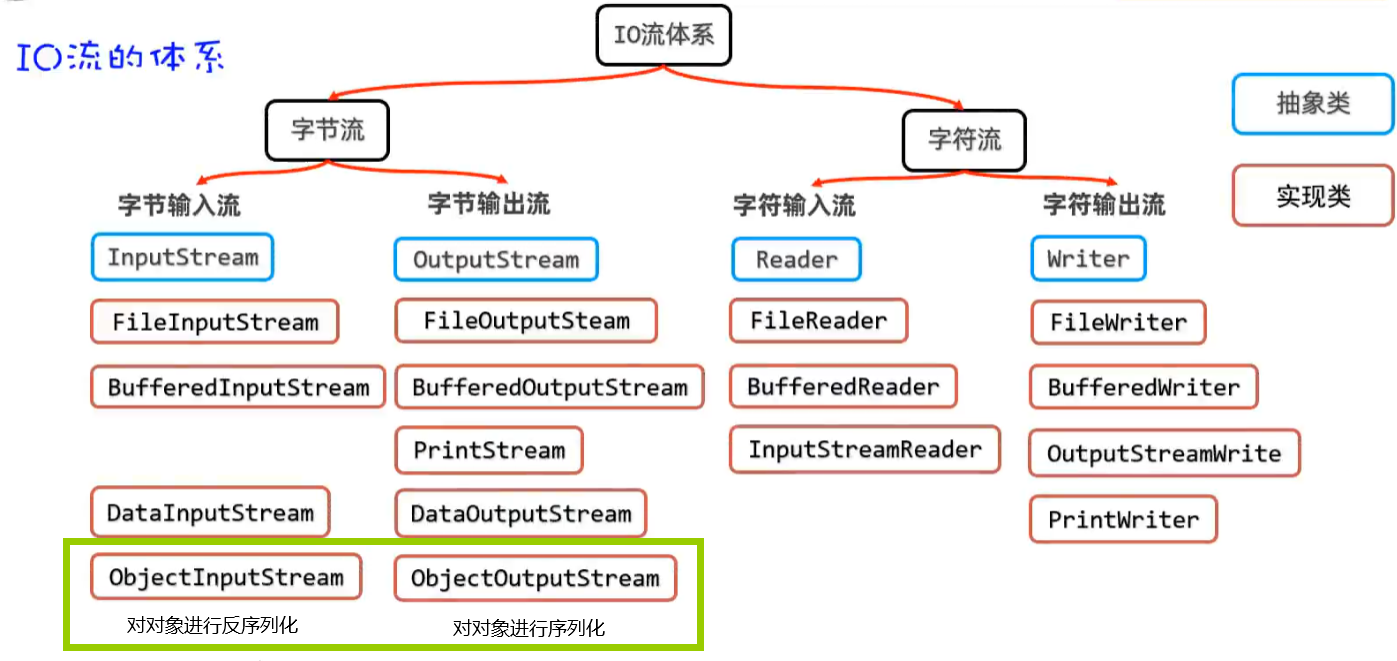 IO流的体系
IO流体系
抽象类
实现类
字节流
字符流
字节输入流
字节输出流
字符输入流
字符输出流
InputStream
OutputStream
Reader
Writer
FileInputStream
FileOutputSteam
FileReader
FileWriter
BufferedInputStream
BufferedOutputStream
BufferedReader
BufferedWriter
PrintStream
InputStreamReader
OutputStreamWrite
DataInputStream
DataOutputStream
PrintWriter
ObjectInputStream
ObjectOutputStream
对对象进行反序列化
对对象进行序列化